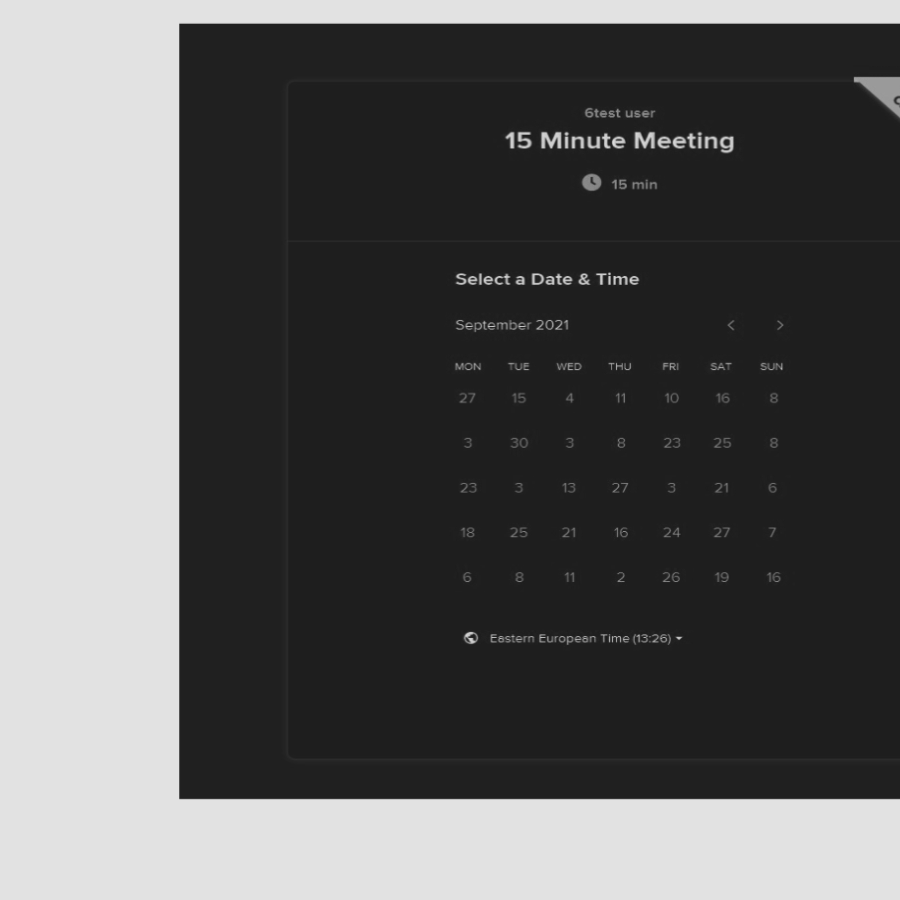 6test user
15 Minute Meeting
15 min
Select a Date & Time
September 2021
MON TUE WED THU FRI SAT SUN
27 15 4 11 10 16 8
3 30 3 8 23 25 8
23 3 13 27 3 21 6
18 25 21 16 24 27 7
6 8 11 2 26 19 16
Eastern European Time (13:26)